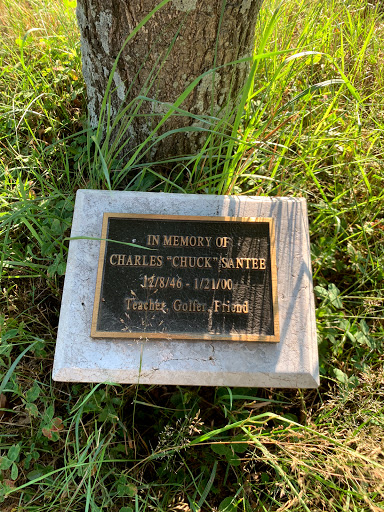 IN MEMORY OF
CHARLES "CHUCK" SANTEE
12/8/46 - 1/21/00
Teacher, Golfer, Friend